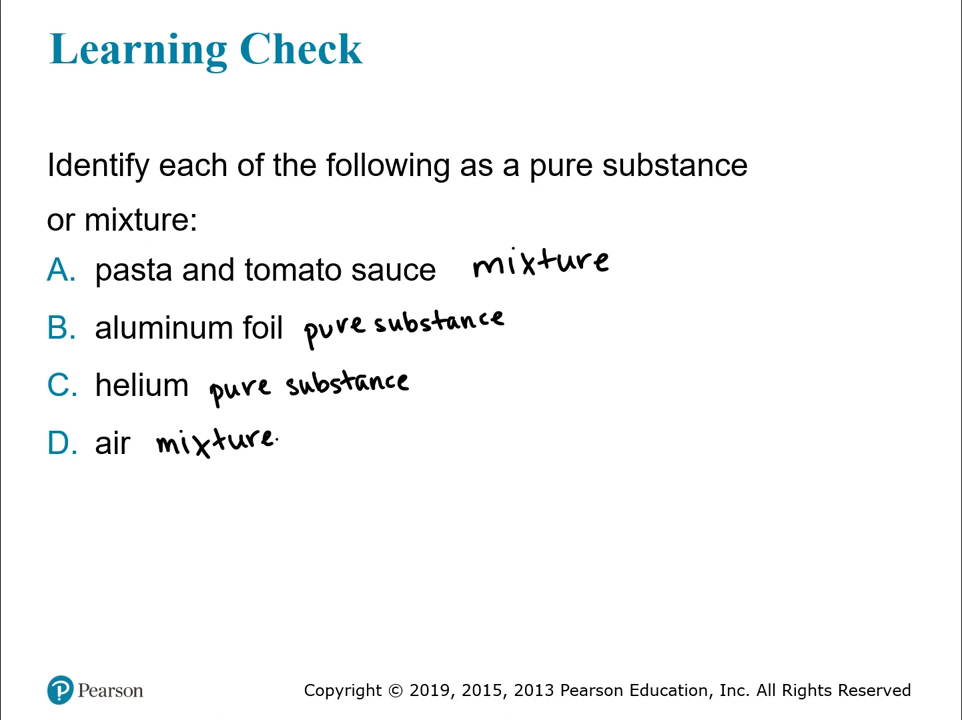 Learning Check
Identify each of the following as a pure substance
or mixture:
A. pasta and tomato sauce mixture
B. aluminum foil pure substance
C. helium pure substance
D. air mixture
Pearson
Copyright © 2019, 2015, 2013 Pearson Education, Inc. All Rights Reserved